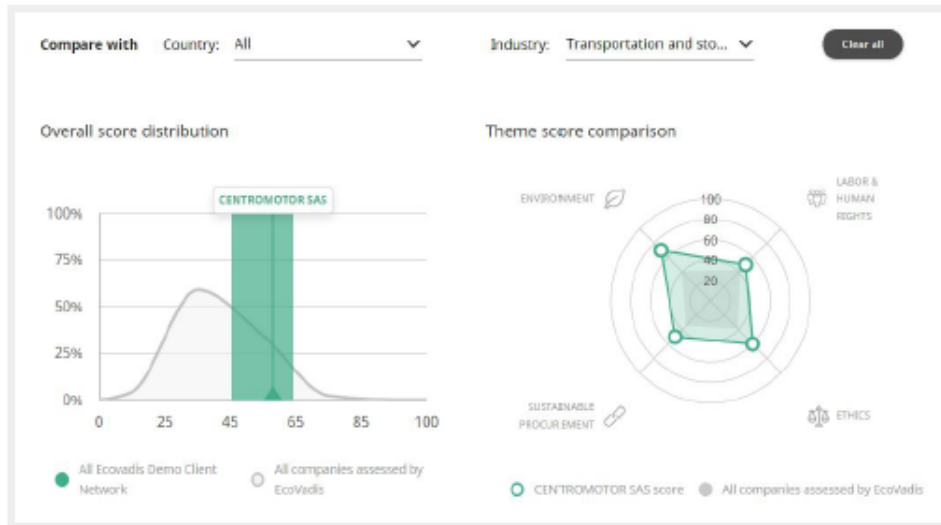 Compare with Country: All Industry: Transportation and sto... Clear all
Overall score distribution
Theme score comparison
CENTROMOTOR SAS
100%
75%
50%
25%
0%
0 25 45 65 85 100
All Ecovadis Demo Client
Network
All companies assessed by
EcoVadis
ENVIRONMENT
LABOR &
HUMAN
RIGHTS
100
80
60
40
20
SUSTAINABLE
PROCUREMENT
ETHICS
CENTROMOTOR SAS score All companies assessed by EcoVadis